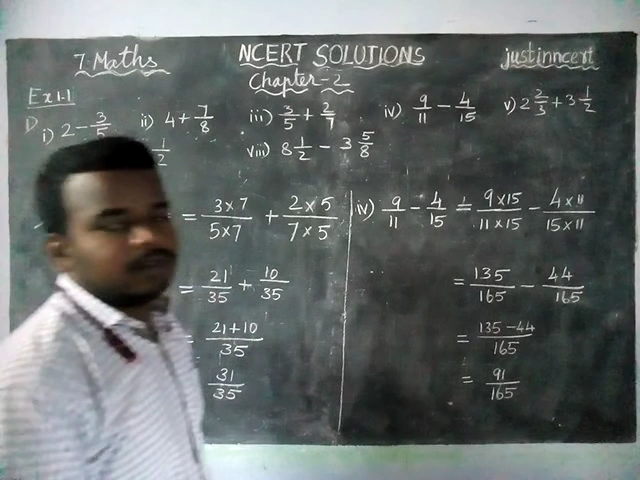 7. Maths NCERT SOLUTIONS justinncert
Chapter-2
Ex 1.1
i) 2 - 3/5 ii) 4 + 7/8 iii) 3/5 + 2/7 iv) 9/11 - 4/15 v) 2 2/3 + 3 1/2
1/2 viii) 8 1/2 - 3 5/8
= 3×7/5×7 + 2×5/7×5
= 21/35 + 10/35
= 21+10/35
31/35
iv) 9/11 - 4/15 = 9×15/11×15 - 4×11/15×11
= 135/165 - 44/165
= 135-44/165
= 91/165